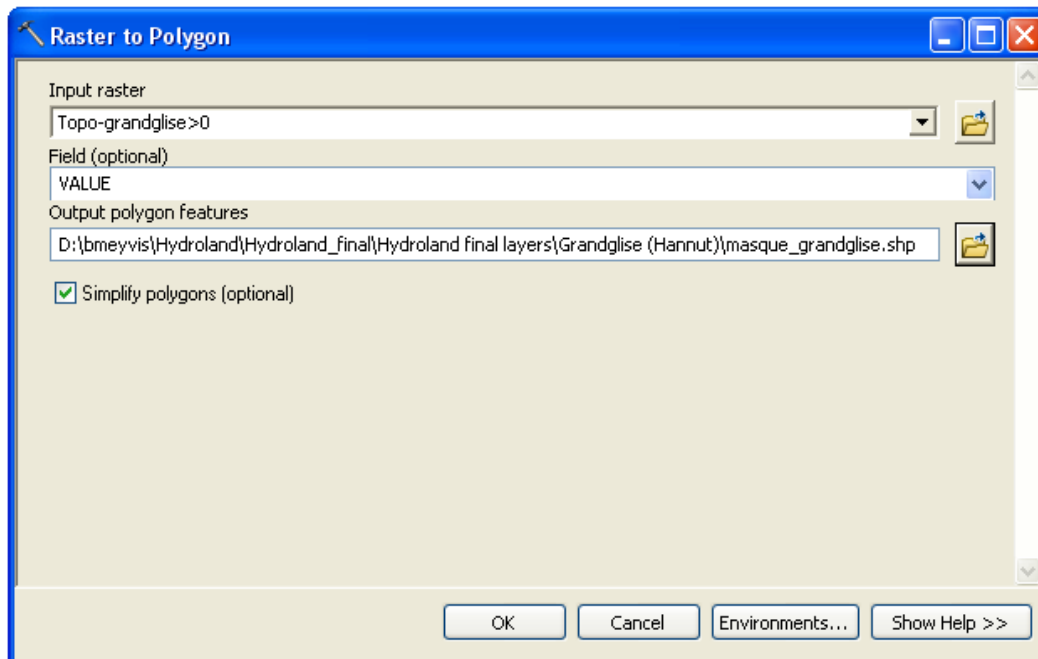 Raster to Polygon
Input raster
Topo-grandglise>0
Field (optional)
VALUE
Output polygon features
D:\bmeyvis\Hydroland\Hydroland_final\Hydroland final layers\Grandglise (Hannut)\masque_grandglise.shp
Simplify polygons (optional)
OK Cancel Environments... Show Help >>